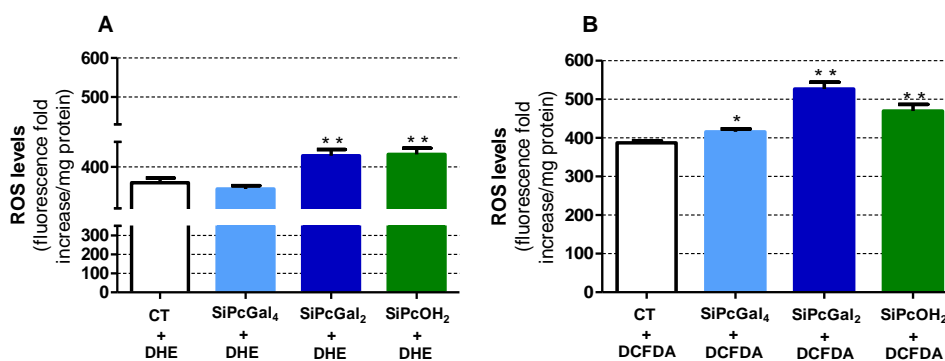 A
ROS levels
(fluorescence fold
increase/mg protein)
600
500
400
300
200
100
0
**
**
CT
+
DHE
SiPcGal₄
+
DHE
SiPcGal₂
+
DHE
SiPcOH₂
+
DHE
B
ROS levels
(fluorescence fold
increase/mg protein)
600
500
400
300
200
100
0
*
**
**
CT
+
DCFDA
SiPcGal₄
+
DCFDA
SiPcGal₂
+
DCFDA
SiPcOH₂
+
DCFDA